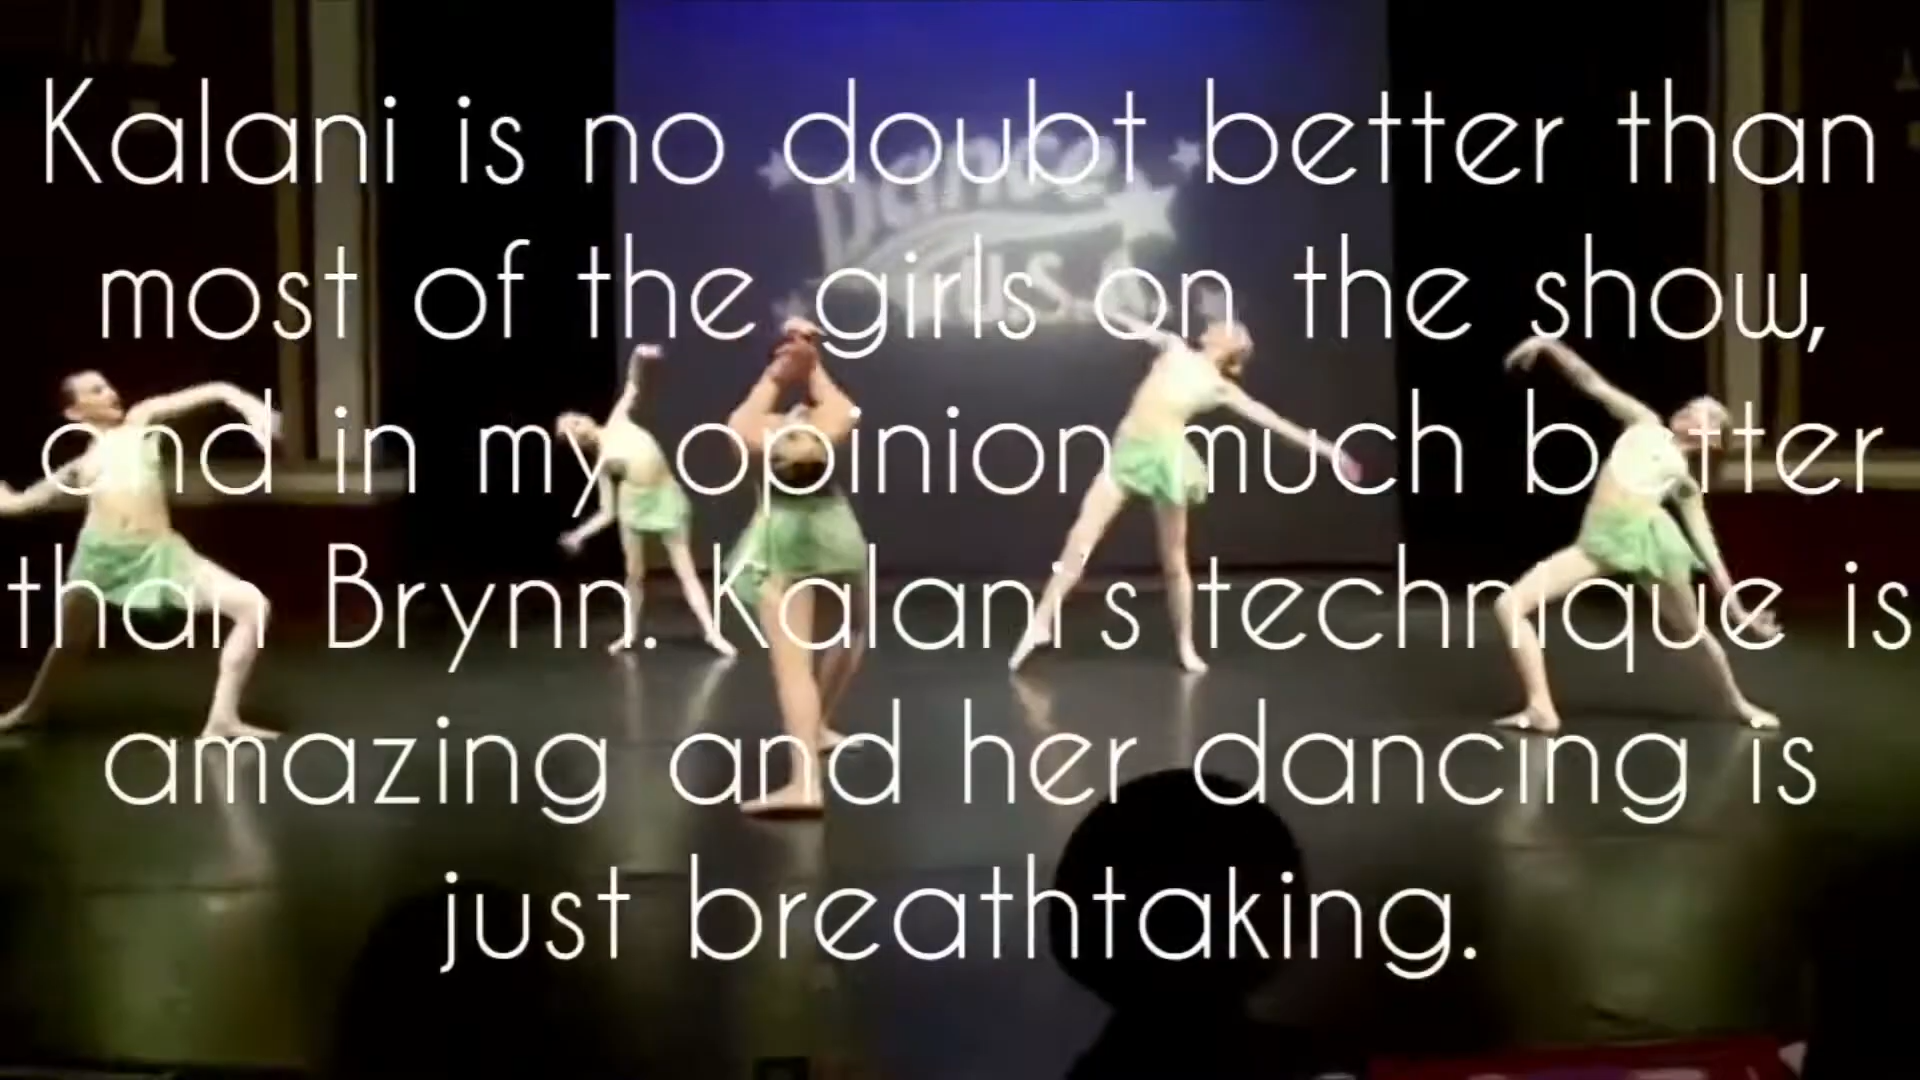 Kalani is no doubt better than
most of the girls on the show,
and in my opinion much better
than Brynn. Kalani's technique is
amazing and her dancing is
just breathtaking.
Dance
U.S.A